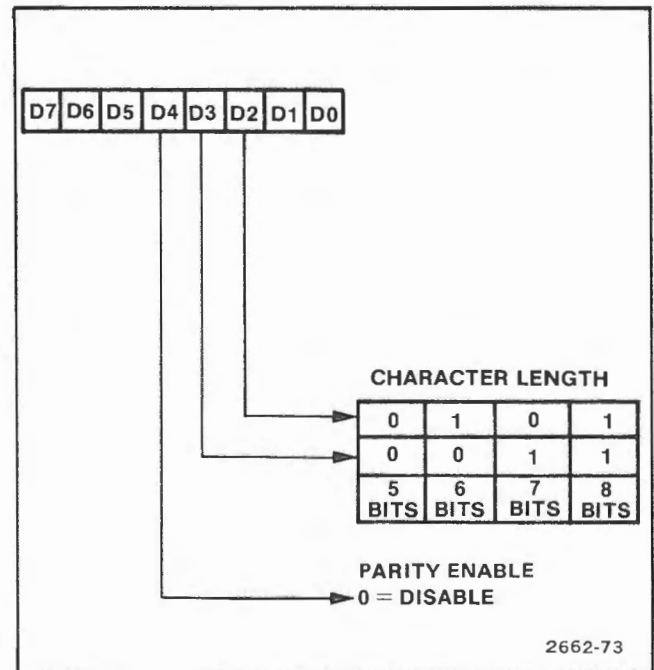 D7 D6 D5 D4 D3 D2 D1 D0
CHARACTER LENGTH
0 1 0 1
0 0 1 1
5 6 7 8
BITS BITS BITS BITS
PARITY ENABLE
0 = DISABLE
2662-73